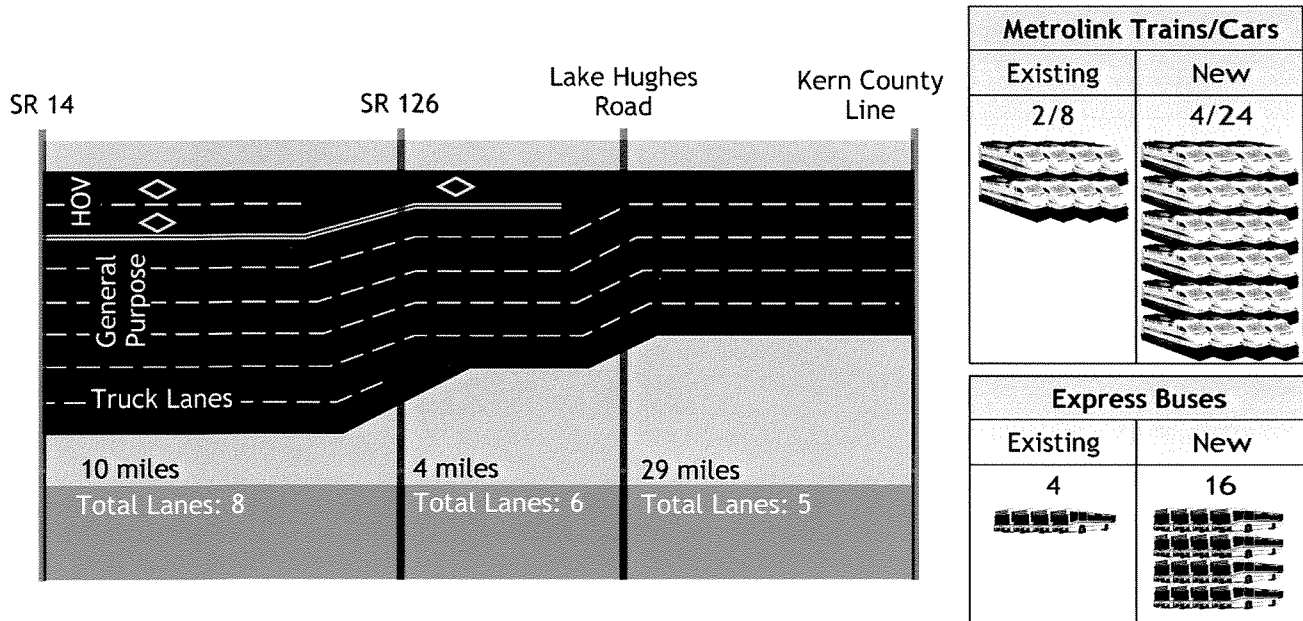 SR 14
SR 126
Lake Hughes
Road
Kern County
Line
HOV
General
Purpose
Truck Lanes
10 miles
Total Lanes: 8
4 miles
Total Lanes: 6
29 miles
Total Lanes: 5
Metrolink Trains/Cars
Existing
New
2/8
4/24
Express Buses
Existing
New
4
16